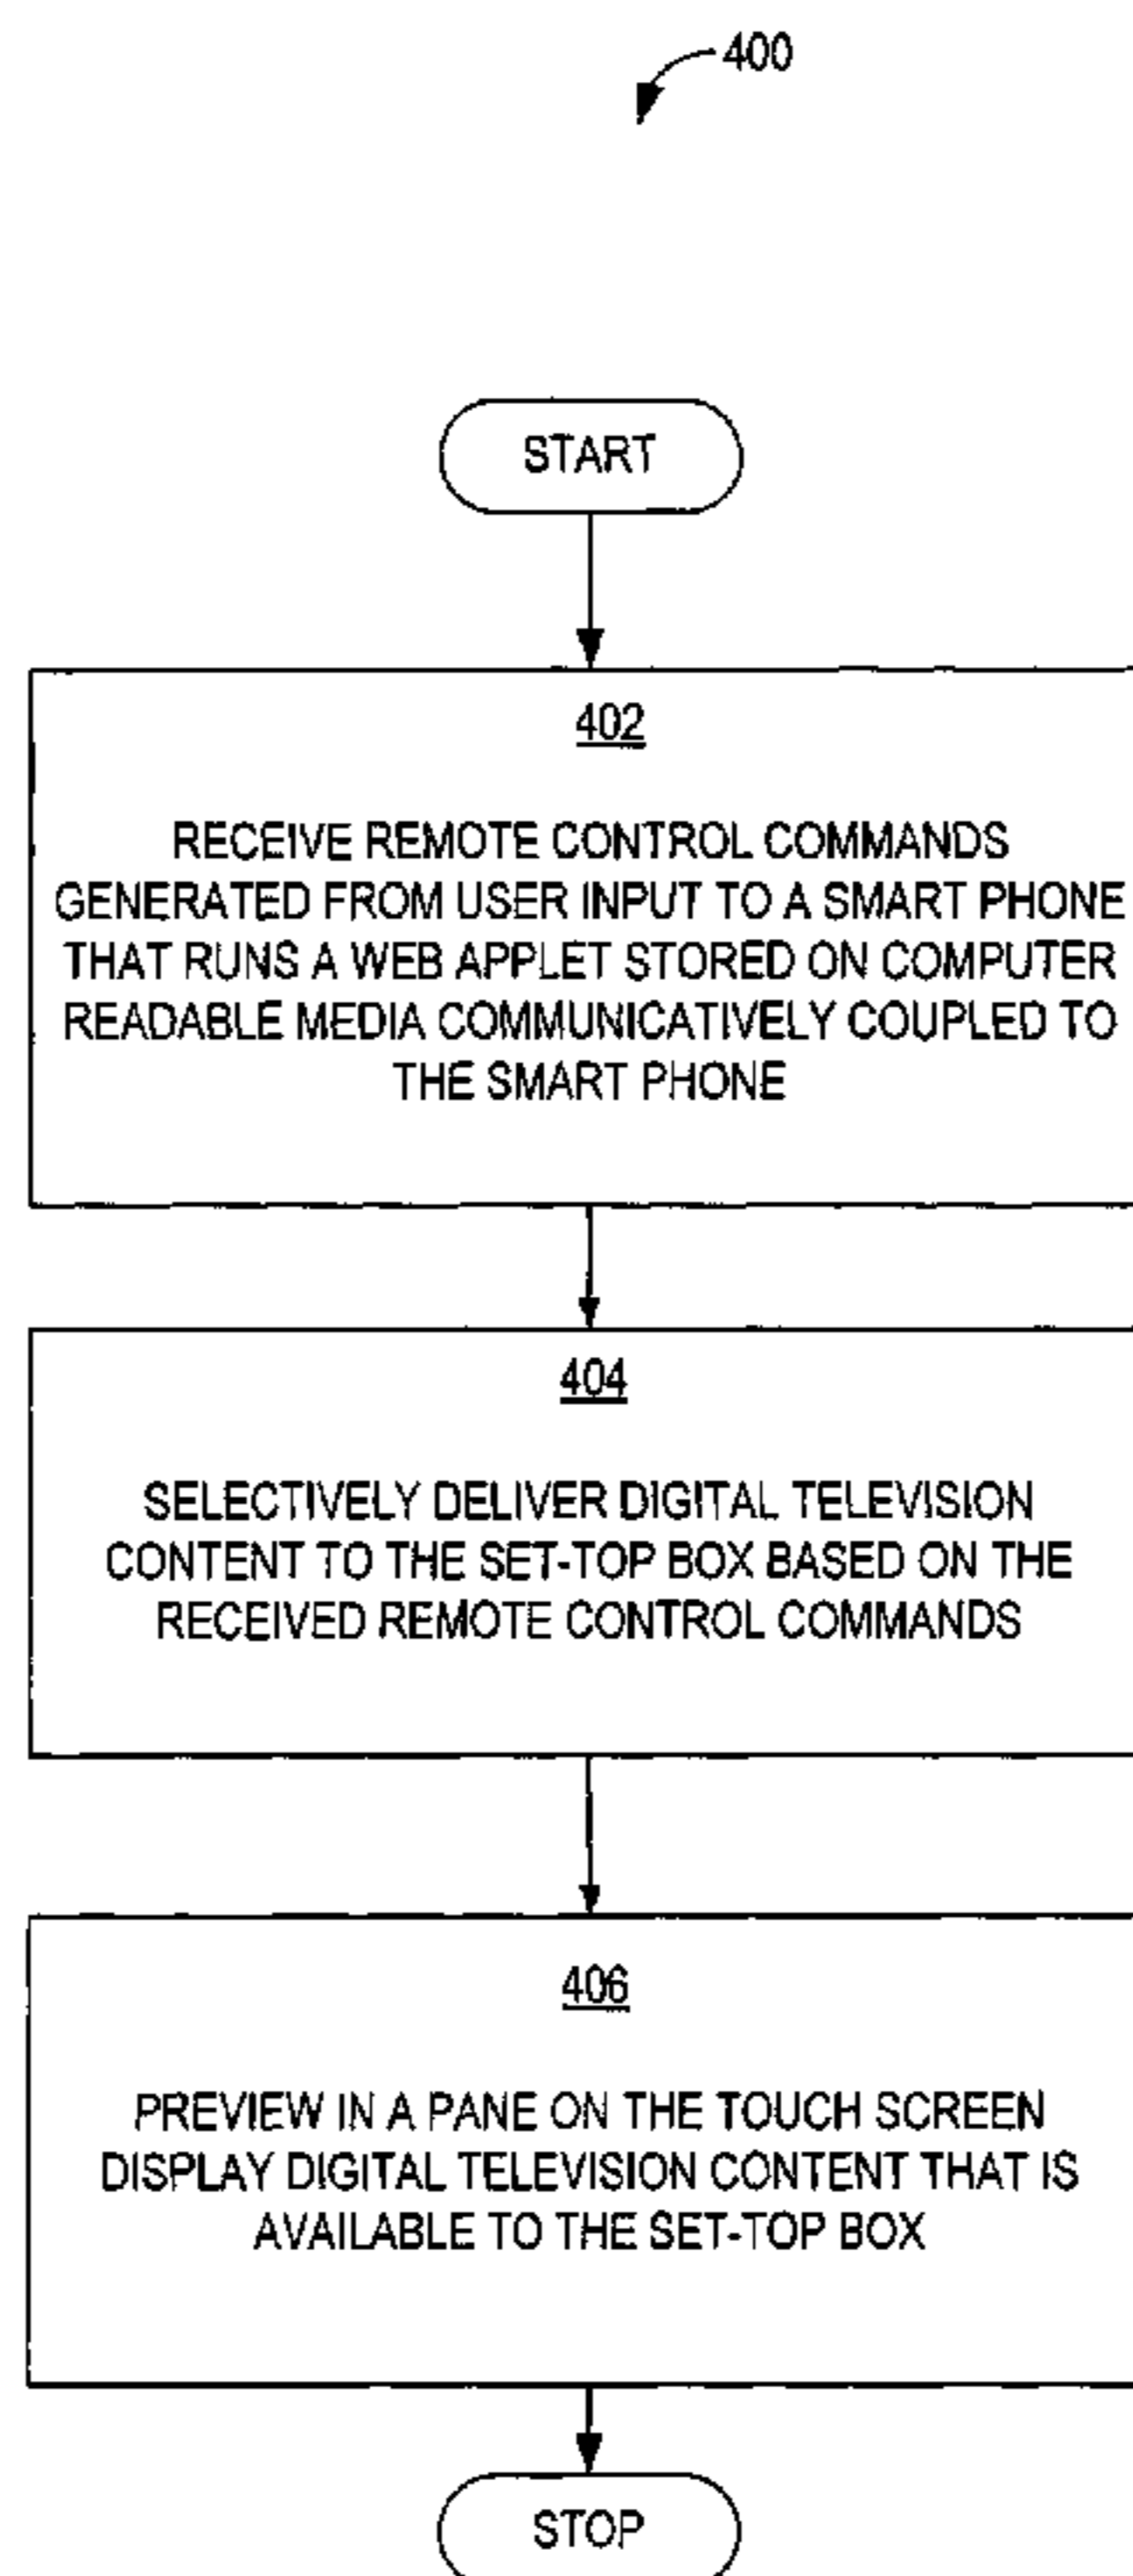 400
START
402
RECEIVE REMOTE CONTROL COMMANDS
GENERATED FROM USER INPUT TO A SMART PHONE
THAT RUNS A WEB APPLET STORED ON COMPUTER
READABLE MEDIA COMMUNICATIVELY COUPLED TO
THE SMART PHONE
404
SELECTIVELY DELIVER DIGITAL TELEVISION
CONTENT TO THE SET-TOP BOX BASED ON THE
RECEIVED REMOTE CONTROL COMMANDS
406
PREVIEW IN A PANE ON THE TOUCH SCREEN
DISPLAY DIGITAL TELEVISION CONTENT THAT IS
AVAILABLE TO THE SET-TOP BOX
STOP